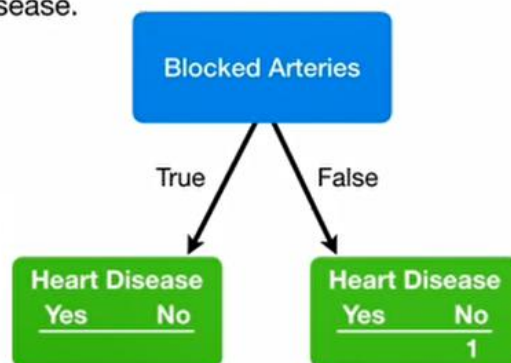 sease.
Blocked Arteries
True False
Heart Disease Heart Disease
Yes No Yes No
1